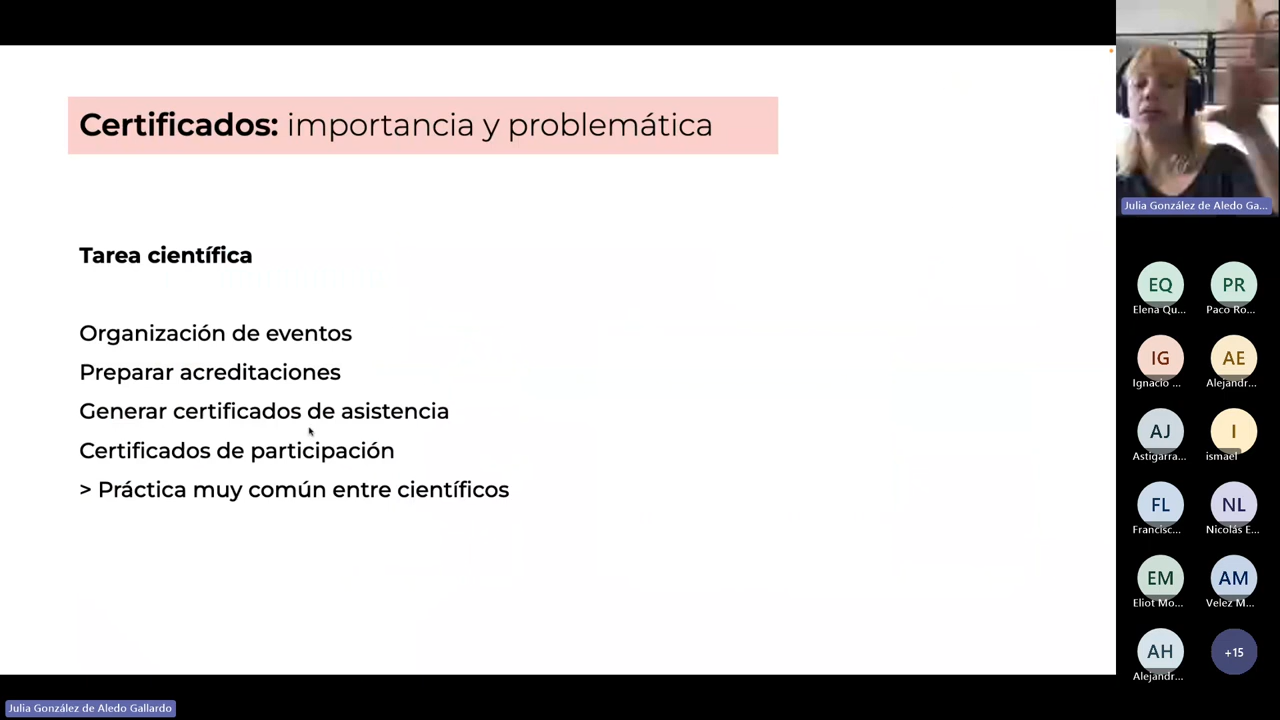 Certificados: importancia y problemática
Tarea científica
Organización de eventos
Preparar acreditaciones
Generar certificados de asistencia
Certificados de participación
> Práctica muy común entre científicos
Julia González de Aledo Ga...
EQ
Elena Qu...
PR
Paco Ro...
IG
Ignacio ...
AE
Alejandr...
AJ
Astigarra...
I
ismael
FL
Francisc...
NL
Nicolás E...
EM
Eliot Mo...
AM
Velez M...
AH
Alejandr...
+15
Julia González de Aledo Gallardo